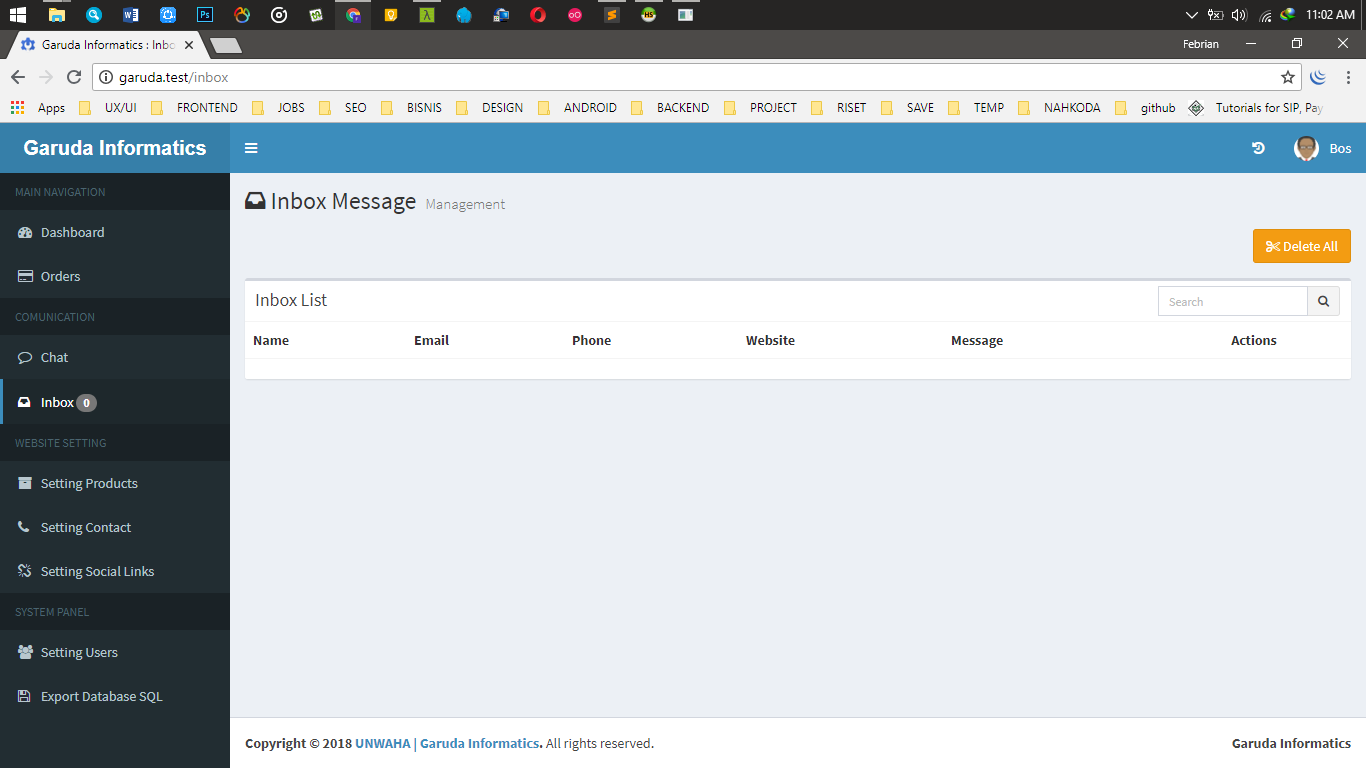 11:02 AM
Garuda Informatics : Inbo
Febrian
garuda.test/inbox
Apps UX/UI FRONTEND JOBS SEO BISNIS DESIGN ANDROID BACKEND PROJECT RISET SAVE TEMP NAHKODA github Tutorials for SIP, Pay
Garuda Informatics
Bos
MAIN NAVIGATION
Dashboard
Orders
COMUNICATION
Chat
Inbox 0
WEBSITE SETTING
Setting Products
Setting Contact
Setting Social Links
SYSTEM PANEL
Setting Users
Export Database SQL
Inbox Message Management
Delete All
Inbox List
Search
Name Email Phone Website Message Actions
Copyright © 2018 UNWAHA | Garuda Informatics. All rights reserved.
Garuda Informatics